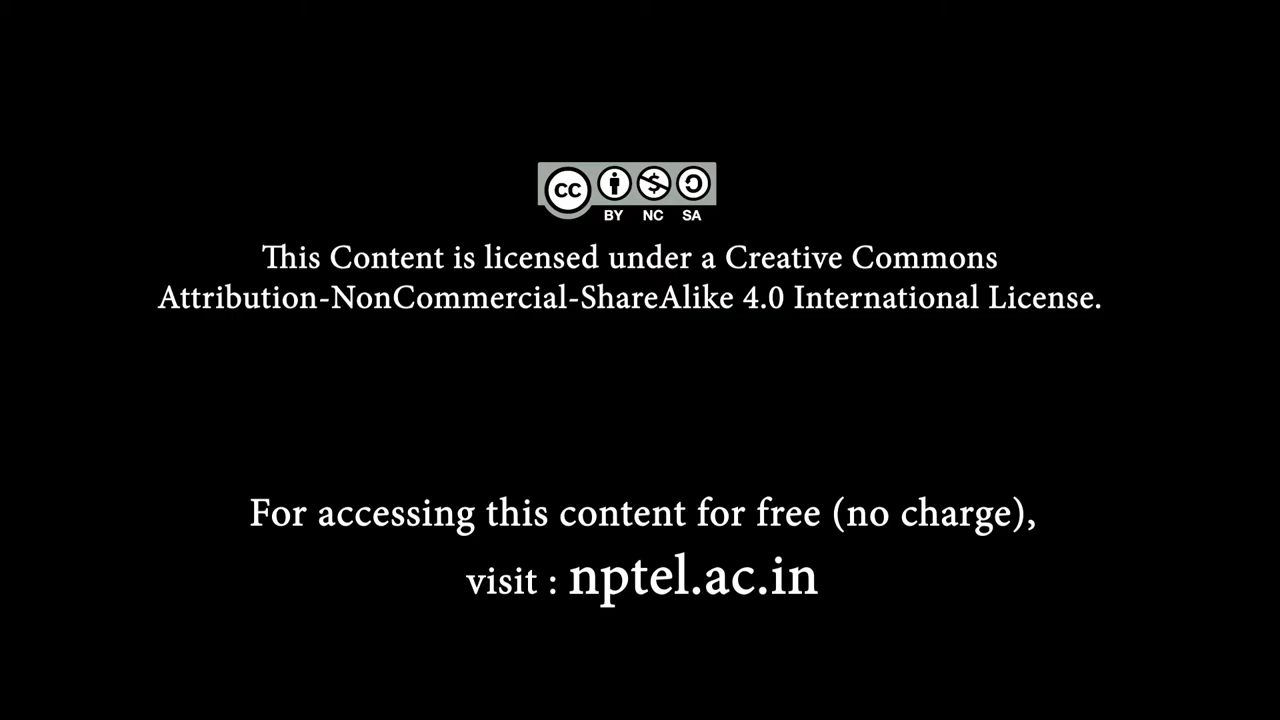 cc
BY NC SA
This Content is licensed under a Creative Commons
Attribution-NonCommercial-ShareAlike 4.0 International License.
For accessing this content for free (no charge),
visit : nptel.ac.in